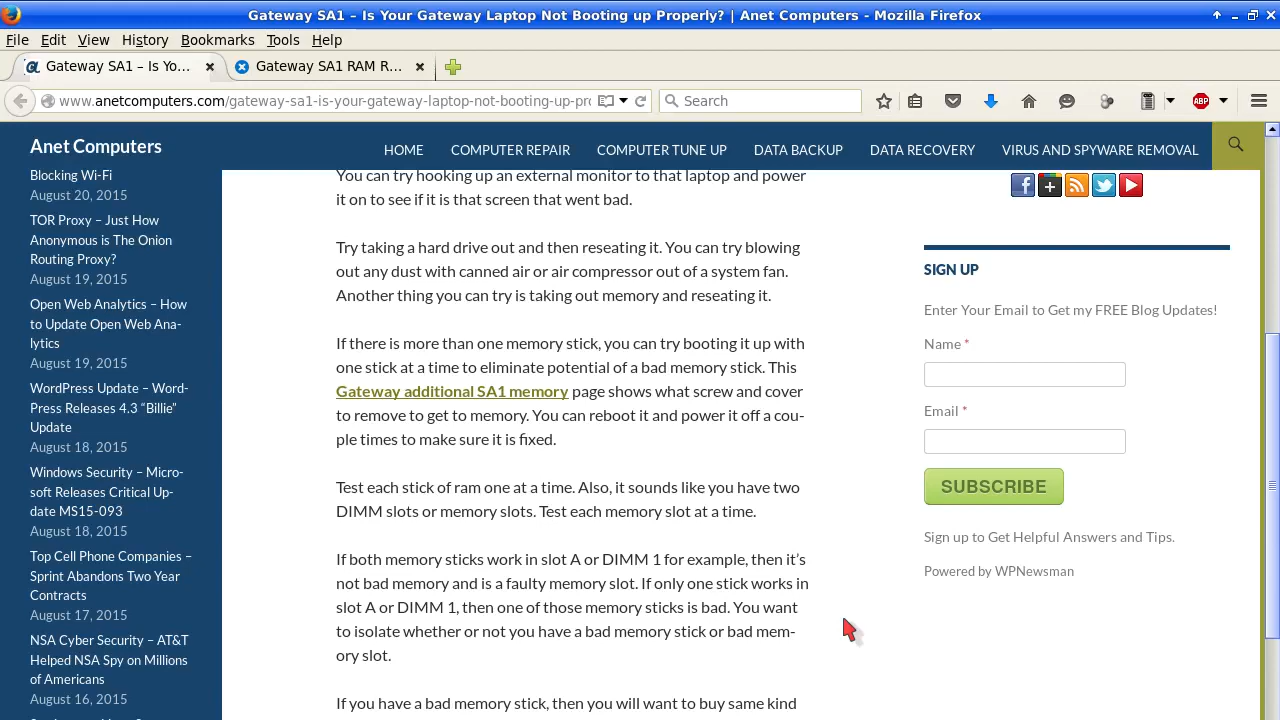 Gateway SA1 – Is Your Gateway Laptop Not Booting up Properly? | Anet Computers - Mozilla Firefox
File Edit View History Bookmarks Tools Help
Gateway SA1 – Is Yo...
Gateway SA1 RAM R...
www.anetcomputers.com/gateway-sa1-is-your-gateway-laptop-not-booting-up-pro
Search
ABP
Anet Computers
HOME COMPUTER REPAIR COMPUTER TUNE UP DATA BACKUP DATA RECOVERY VIRUS AND SPYWARE REMOVAL
Blocking Wi-Fi
August 20, 2015
TOR Proxy – Just How
Anonymous is The Onion
Routing Proxy?
August 19, 2015
Open Web Analytics – How
to Update Open Web Ana-
lytics
August 19, 2015
WordPress Update – Word-
Press Releases 4.3 “Billie”
Update
August 18, 2015
Windows Security – Micro-
soft Releases Critical Up-
date MS15-093
August 18, 2015
Top Cell Phone Companies –
Sprint Abandons Two Year
Contracts
August 17, 2015
NSA Cyber Security – AT&T
Helped NSA Spy on Millions
of Americans
August 16, 2015
You can try hooking up an external monitor to that laptop and power
it on to see if it is that screen that went bad.
Try taking a hard drive out and then reseating it. You can try blowing
out any dust with canned air or air compressor out of a system fan.
Another thing you can try is taking out memory and reseating it.
If there is more than one memory stick, you can try booting it up with
one stick at a time to eliminate potential of a bad memory stick. This
Gateway additional SA1 memory page shows what screw and cover
to remove to get to memory. You can reboot it and power it off a cou-
ple times to make sure it is fixed.
Test each stick of ram one at a time. Also, it sounds like you have two
DIMM slots or memory slots. Test each memory slot at a time.
If both memory sticks work in slot A or DIMM 1 for example, then it’s
not bad memory and is a faulty memory slot. If only one stick works in
slot A or DIMM 1, then one of those memory sticks is bad. You want
to isolate whether or not you have a bad memory stick or bad mem-
ory slot.
If you have a bad memory stick, then you will want to buy same kind
SIGN UP
Enter Your Email to Get my FREE Blog Updates!
Name *
Email *
SUBSCRIBE
Sign up to Get Helpful Answers and Tips.
Powered by WPNewsman